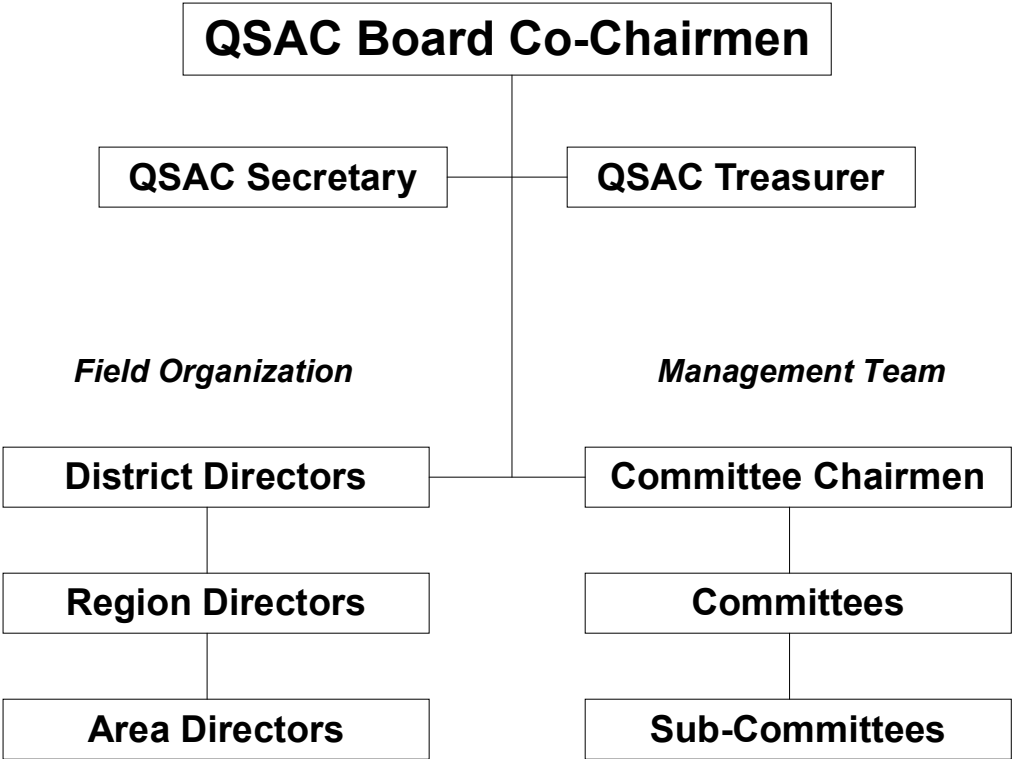 QSAC Board Co-Chairmen
QSAC Secretary
QSAC Treasurer
Field Organization
Management Team
District Directors
Committee Chairmen
Region Directors
Committees
Area Directors
Sub-Committees